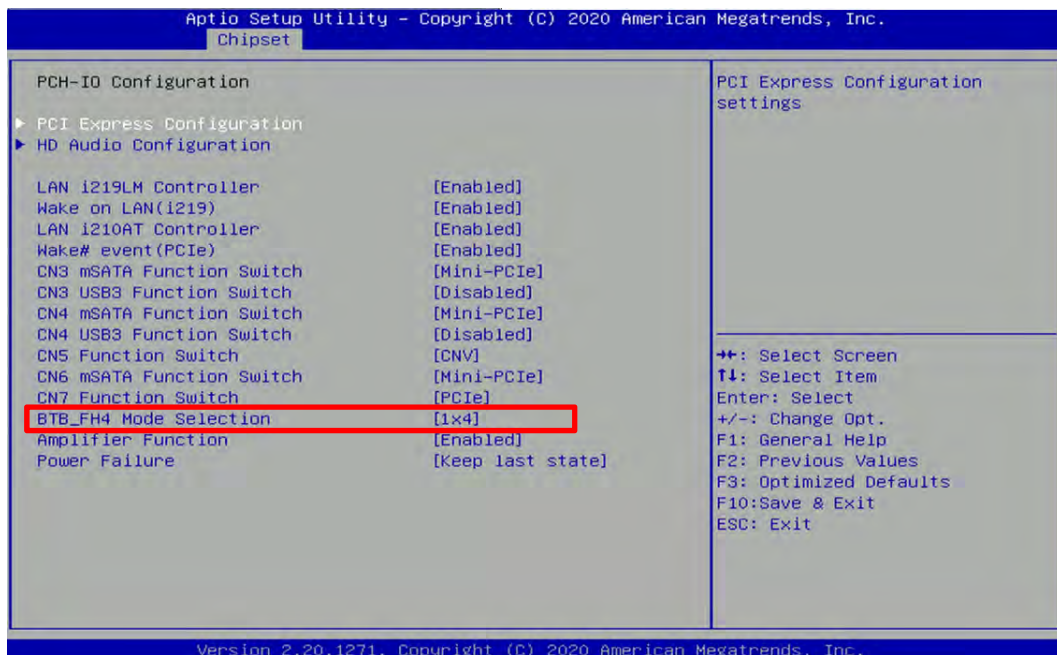 Aptio Setup Utility – Copyright (C) 2020 American Megatrends, Inc.
Chipset
PCH-IO Configuration
PCI Express Configuration
HD Audio Configuration
LAN i219LM Controller [Enabled]
Wake on LAN(i219) [Enabled]
LAN i210AT Controller [Enabled]
Wake# event(PCIe) [Enabled]
CN3 mSATA Function Switch [Mini-PCIe]
CN3 USB3 Function Switch [Disabled]
CN4 mSATA Function Switch [Mini-PCIe]
CN4 USB3 Function Switch [Disabled]
CN5 Function Switch [CNV]
CN6 mSATA Function Switch [Mini-PCIe]
CN7 Function Switch [PCIe]
BTB_FH4 Mode Selection [1x4]
Amplifier Function [Enabled]
Power Failure [Keep last state]
PCI Express Configuration
settings
→←: Select Screen
↑↓: Select Item
Enter: Select
+/-: Change Opt.
F1: General Help
F2: Previous Values
F3: Optimized Defaults
F10:Save & Exit
ESC: Exit
Version 2.20.1271. Copyright (C) 2020 American Megatrends, Inc.